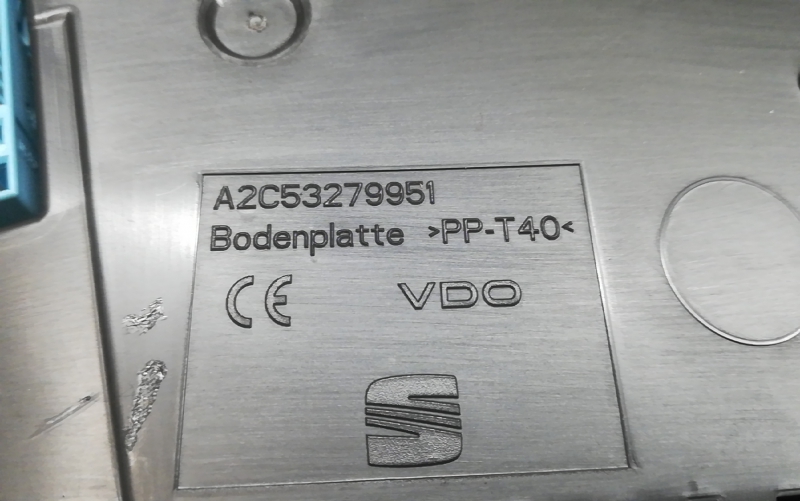 A2C53279951
Bodenplatte >PP-T40<
CE VDO